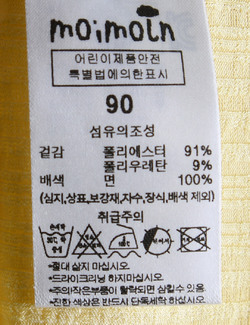 moimoln
어린이제품안전
특별법에의한표시
90
섬유의조성
겉감 폴리에스터 91%
폴리우레탄 9%
배색 면 100%
(심지,상표,보강재,자수,장식,배색 제외)
취급주의
•절대 삶지 마십시오.
•드라이크리닝 하지마십시오.
•주의:작은부품이 탈락되면 삼킬수 있음.
•진한 색상은 반드시 단독세탁 하십시오.